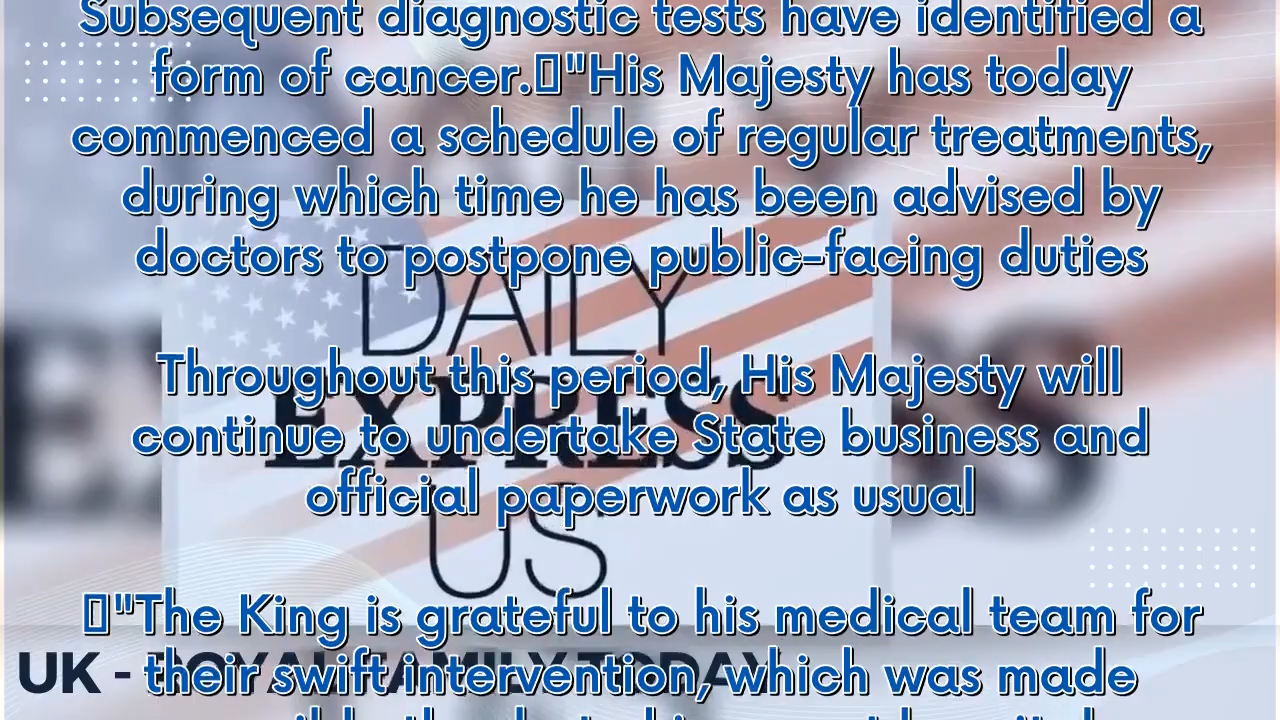 Subsequent diagnostic tests have identified a
form of cancer."His Majesty has today
commenced a schedule of regular treatments,
during which time he has been advised by
doctors to postpone public-facing duties
DAILY
Throughout this period, His Majesty will
EXPRESS
continue to undertake State business and
official paperwork as usual
US
"The King is grateful to his medical team for
UK - ROYAL FAMILY TODAY
their swift intervention, which was made